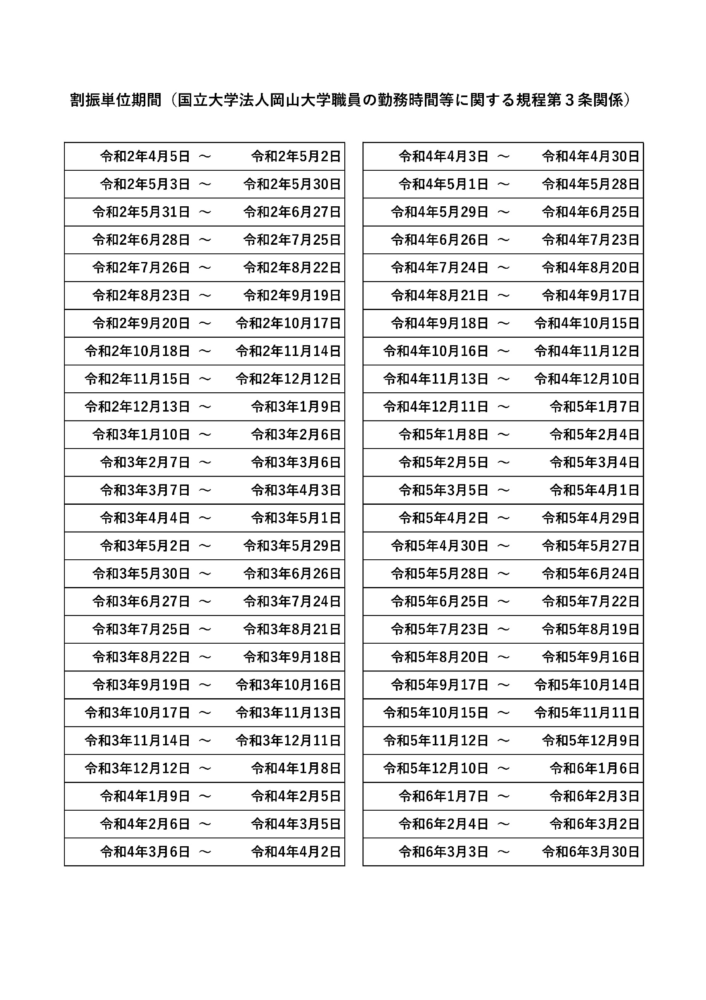 割振単位期間（国立大学法人岡山大学職員の勤務時間等に関する規程第３条関係）
令和2年4月5日 ～ 令和2年5月2日
令和2年5月3日 ～ 令和2年5月30日
令和2年5月31日 ～ 令和2年6月27日
令和2年6月28日 ～ 令和2年7月25日
令和2年7月26日 ～ 令和2年8月22日
令和2年8月23日 ～ 令和2年9月19日
令和2年9月20日 ～ 令和2年10月17日
令和2年10月18日 ～ 令和2年11月14日
令和2年11月15日 ～ 令和2年12月12日
令和2年12月13日 ～ 令和3年1月9日
令和3年1月10日 ～ 令和3年2月6日
令和3年2月7日 ～ 令和3年3月6日
令和3年3月7日 ～ 令和3年4月3日
令和3年4月4日 ～ 令和3年5月1日
令和3年5月2日 ～ 令和3年5月29日
令和3年5月30日 ～ 令和3年6月26日
令和3年6月27日 ～ 令和3年7月24日
令和3年7月25日 ～ 令和3年8月21日
令和3年8月22日 ～ 令和3年9月18日
令和3年9月19日 ～ 令和3年10月16日
令和3年10月17日 ～ 令和3年11月13日
令和3年11月14日 ～ 令和3年12月11日
令和3年12月12日 ～ 令和4年1月8日
令和4年1月9日 ～ 令和4年2月5日
令和4年2月6日 ～ 令和4年3月5日
令和4年3月6日 ～ 令和4年4月2日
令和4年4月3日 ～ 令和4年4月30日
令和4年5月1日 ～ 令和4年5月28日
令和4年5月29日 ～ 令和4年6月25日
令和4年6月26日 ～ 令和4年7月23日
令和4年7月24日 ～ 令和4年8月20日
令和4年8月21日 ～ 令和4年9月17日
令和4年9月18日 ～ 令和4年10月15日
令和4年10月16日 ～ 令和4年11月12日
令和4年11月13日 ～ 令和4年12月10日
令和4年12月11日 ～ 令和5年1月7日
令和5年1月8日 ～ 令和5年2月4日
令和5年2月5日 ～ 令和5年3月4日
令和5年3月5日 ～ 令和5年4月1日
令和5年4月2日 ～ 令和5年4月29日
令和5年4月30日 ～ 令和5年5月27日
令和5年5月28日 ～ 令和5年6月24日
令和5年6月25日 ～ 令和5年7月22日
令和5年7月23日 ～ 令和5年8月19日
令和5年8月20日 ～ 令和5年9月16日
令和5年9月17日 ～ 令和5年10月14日
令和5年10月15日 ～ 令和5年11月11日
令和5年11月12日 ～ 令和5年12月9日
令和5年12月10日 ～ 令和6年1月6日
令和6年1月7日 ～ 令和6年2月3日
令和6年2月4日 ～ 令和6年3月2日
令和6年3月3日 ～ 令和6年3月30日